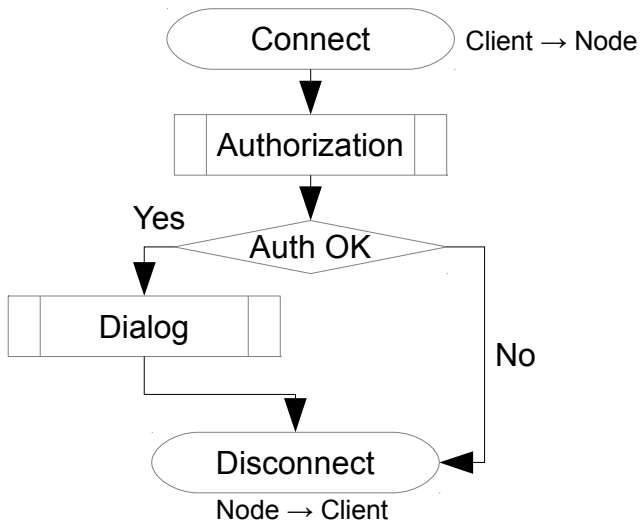 Connect
Client → Node
Authorization
Yes
Auth OK
Dialog
No
Disconnect
Node → Client